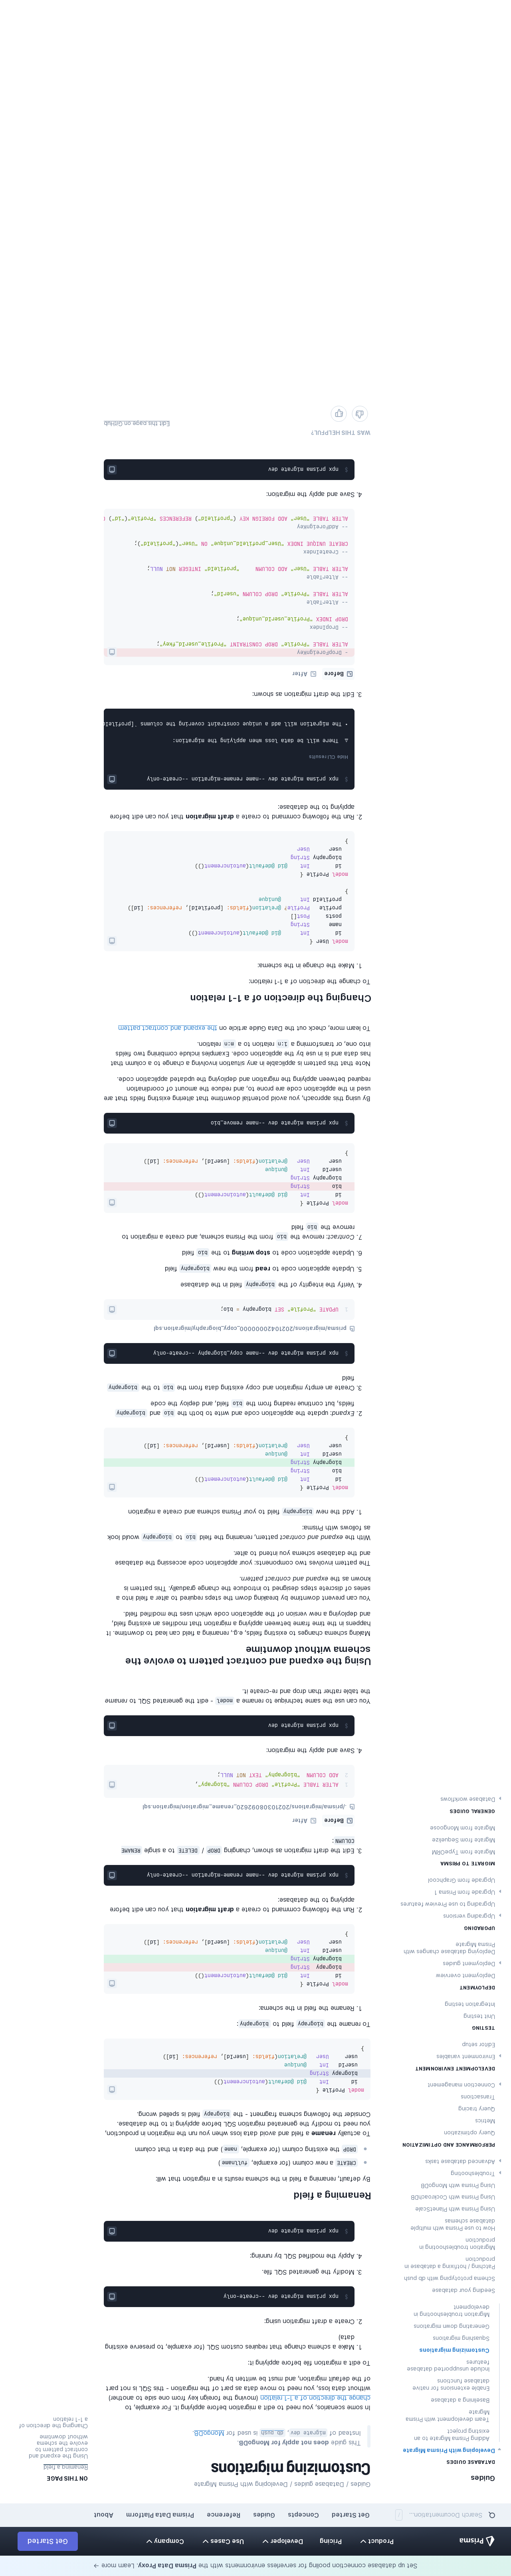 Set up database connection pooling for serverless environments with the Prisma Data Proxy. Learn more →
Prisma
Product
Developer
Pricing
Use Cases
Company
Get Started
Search Documentation...
/
Get Started
Concepts
Guides
Reference
Prisma Data Platform
About
Guides
DATABASE GUIDES
Developing with Prisma Migrate
Adding Prisma Migrate to an
existing project
Team development with Prisma
Migrate
Baselining a database
Enable extensions for native
database functions
Include unsupported database
features
Customizing migrations
Squashing migrations
Generating down migrations
Migration troubleshooting in
development
Seeding your database
Schema prototyping with db push
Patching / hotfixing a database in
production
Migration troubleshooting in
production
How to use Prisma with multiple
database schemas
Using Prisma with PlanetScale
Using Prisma with CockroachDB
Using Prisma with MongoDB
Troubleshooting
Advanced database tasks
PERFORMANCE AND OPTIMIZATION
Query optimization
Metrics
Query tracing
Transactions
Connection management
DEVELOPMENT ENVIRONMENT
Environment variables
Editor setup
TESTING
Unit testing
Integration testing
DEPLOYMENT
Deployment overview
Deployment guides
Deploying database changes with
Prisma Migrate
UPGRADING
Upgrading versions
Upgrading to use Preview features
Upgrade from Prisma 1
Upgrade from Graphcool
MIGRATE TO PRISMA
Migrate from TypeORM
Migrate from Sequelize
Migrate from Mongoose
GENERAL GUIDES
Database workflows
Guides / Database guides / Developing with Prisma Migrate
Customizing migrations
This guide does not apply for MongoDB.
Instead of migrate dev, db push is used for MongoDB.
In some scenarios, you need to edit a migration file before applying it. For example, to
change the direction of a 1-1 relation (moving the foreign key from one side to another)
without data loss, you need to move data as part of the migration - this SQL is not part
of the default migration, and must be written by hand.
To edit a migration file before applying it:
1. Make a schema change that requires custom SQL (for example, to preserve existing
data)
2. Create a draft migration using:
$ npx prisma migrate dev --create-only
3. Modify the generated SQL file.
4. Apply the modified SQL by running:
$ npx prisma migrate dev
Renaming a field
By default, renaming a field in the schema results in a migration that will:
• CREATE a new column (for example, fullname)
• DROP the existing column (for example, name) and the data in that column
To actually rename a field and avoid data loss when you run the migration in production,
you need to modify the generated migration SQL before applying it to the database.
Consider the following schema fragment - the biograpy field is spelled wrong.
model Profile {
id Int @id @default(autoincrement())
biograpy String
userId Int @unique
user User @relation(fields: [userId], references: [id])
}
To rename the biograpy field to biography:
1. Rename the field in the schema:
model Profile {
id Int @id @default(autoincrement())
biograpy String
biography String
userId Int @unique
user User @relation(fields: [userId], references: [id])
}
2. Run the following command to create a draft migration that you can edit before
applying to the database:
$ npx prisma migrate dev --name rename-migration --create-only
3. Edit the draft migration as shown, changing DROP / DELETE to a single RENAME
COLUMN:
Before
After
./prisma/migrations/20210308092620_rename_migration/migration.sql
ALTER TABLE "Profile" DROP COLUMN "biograpy",
ADD COLUMN "biography" TEXT NOT NULL;
4. Save and apply the migration:
$ npx prisma migrate dev
You can use the same technique to rename a model - edit the generated SQL to rename
the table rather than drop and re-create it.
Using the expand and contract pattern to evolve the
schema without downtime
Making schema changes to existing fields, e.g., renaming a field can lead to downtime. It
happens in the time frame between applying a migration that modifies an existing field,
and deploying a new version of the application code which uses the modified field.
You can prevent downtime by breaking down the steps required to alter a field into a
series of discrete steps designed to introduce the change gradually. This pattern is
known as the expand and contract pattern.
The pattern involves two components: your application code accessing the database
and the database schema you intend to alter.
With the expand and contract pattern, renaming the field bio to biography would look
as follows with Prisma:
1. Add the new biography field to your Prisma schema and create a migration
model Profile {
id Int @id @default(autoincrement())
bio String
biography String
userId Int @unique
user User @relation(fields: [userId], references: [id])
}
2. Expand: update the application code and write to both the bio and biography
fields, but continue reading from the bio field, and deploy the code
3. Create an empty migration and copy existing data from the bio to the biography
field
$ npx prisma migrate dev --name copy_biography --create-only
prisma/migrations/20210420000000_copy_biography/migration.sql
UPDATE "Profile" SET biography = bio;
4. Verify the integrity of the biography field in the database
5. Update application code to read from the new biography field
6. Update application code to stop writing to the bio field
7. Contract: remove the bio from the Prisma schema, and create a migration to
remove the bio field
model Profile {
id Int @id @default(autoincrement())
bio String
biography String
userId Int @unique
user User @relation(fields: [userId], references: [id])
}
$ npx prisma migrate dev --name remove_bio
By using this approach, you avoid potential downtime that altering existing fields that are
used in the application code are prone to, and reduce the amount of coordination
required between applying the migration and deploying the updated application code.
Note that this pattern is applicable in any situation involving a change to a column that
has data and is in use by the application code. Examples include combining two fields
into one, or transforming a 1:n relation to a m:n relation.
To learn more, check out the Data Guide article on the expand and contract pattern
Changing the direction of a 1-1 relation
To change the direction of a 1-1 relation:
1. Make the change in the schema:
model User {
id Int @id @default(autoincrement())
name String
posts Post[]
profile Profile? @relation(fields: [profileId], references: [id])
profileId Int @unique
}
model Profile {
id Int @id @default(autoincrement())
biography String
user User
}
2. Run the following command to create a draft migration that you can edit before
applying to the database:
$ npx prisma migrate dev --name rename-migration --create-only
Hide CLI results
⚠ There will be data loss when applying the migration:
• The migration will add a unique constraint covering the columns `[profileId
3. Edit the draft migration as shown:
Before
After
-- DropForeignKey
ALTER TABLE "Profile" DROP CONSTRAINT "Profile_userId_fkey";
-- DropIndex
DROP INDEX "Profile_userId_unique";
-- AlterTable
ALTER TABLE "Profile" DROP COLUMN "userId";
-- AlterTable
ALTER TABLE "User" ADD COLUMN "profileId" INTEGER NOT NULL;
-- CreateIndex
CREATE UNIQUE INDEX "User_profileId_unique" ON "User"("profileId");
-- AddForeignKey
ALTER TABLE "User" ADD FOREIGN KEY ("profileId") REFERENCES "Profile"("id")
4. Save and apply the migration:
$ npx prisma migrate dev
WAS THIS HELPFUL?
Edit this page on GitHub
ON THIS PAGE
Renaming a field
Using the expand and
contract pattern to
evolve the schema
without downtime
Changing the direction of
a 1-1 relation